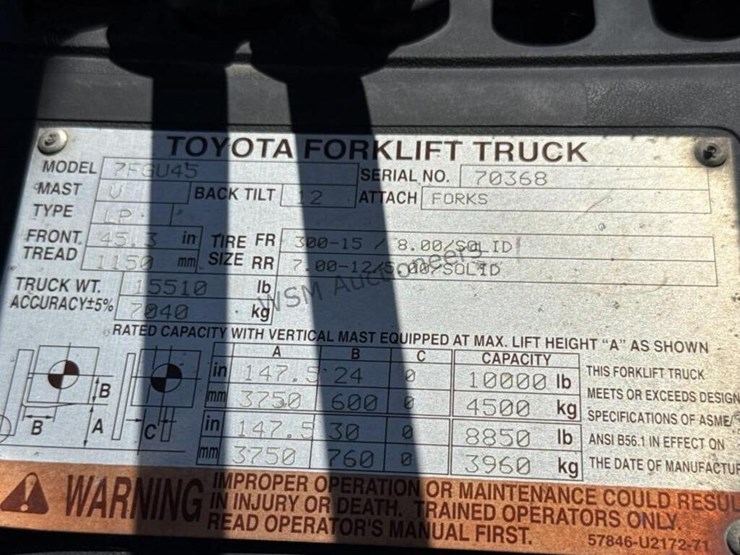 TOYOTA FORKLIFT TRUCK
MODEL 7FGU45 SERIAL NO. 70368
MAST V BACK TILT 12 ATTACH FORKS
TYPE LP
FRONT TREAD 45.3 in TIRE SIZE FR 300-15 / 8.00/SOLID
1150 mm RR 7.00-12/5.00/SOLID
TRUCK WT. 15510 lb
ACCURACY±5% 7040 kg
WSM Auctioneers
RATED CAPACITY WITH VERTICAL MAST EQUIPPED AT MAX. LIFT HEIGHT "A" AS SHOWN
A B C CAPACITY
in 147.5 24 0 10000 lb
mm 3750 600 0 4500 kg
in 147.5 30 0 8850 lb
mm 3750 760 0 3960 kg
B
B A C
THIS FORKLIFT TRUCK
MEETS OR EXCEEDS DESIGN
SPECIFICATIONS OF ASME/
ANSI B56.1 IN EFFECT ON
THE DATE OF MANUFACTUR
WARNING
IMPROPER OPERATION OR MAINTENANCE COULD RESUL
IN INJURY OR DEATH. TRAINED OPERATORS ONLY.
READ OPERATOR'S MANUAL FIRST.
57846-U2172-71